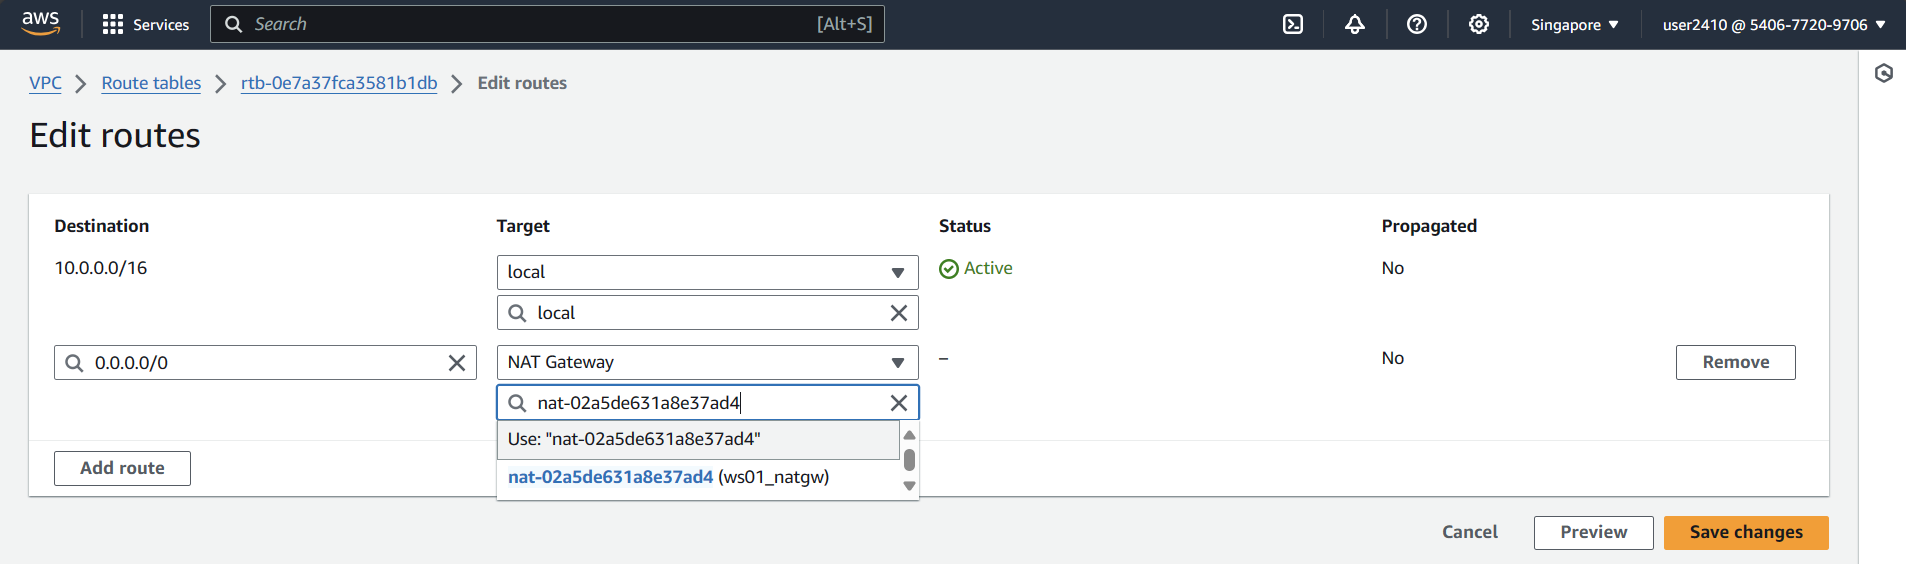 aws Services Search [Alt+S] Singapore user2410 @ 5406-7720-9706
VPC Route tables rtb-0e7a37fca3581b1db Edit routes
Edit routes
Destination Target Status Propagated
10.0.0.0/16 local Active No
local
0.0.0.0/0 NAT Gateway – No Remove
nat-02a5de631a8e37ad4
Use: "nat-02a5de631a8e37ad4"
Add route nat-02a5de631a8e37ad4 (ws01_natgw)
Cancel Preview Save changes